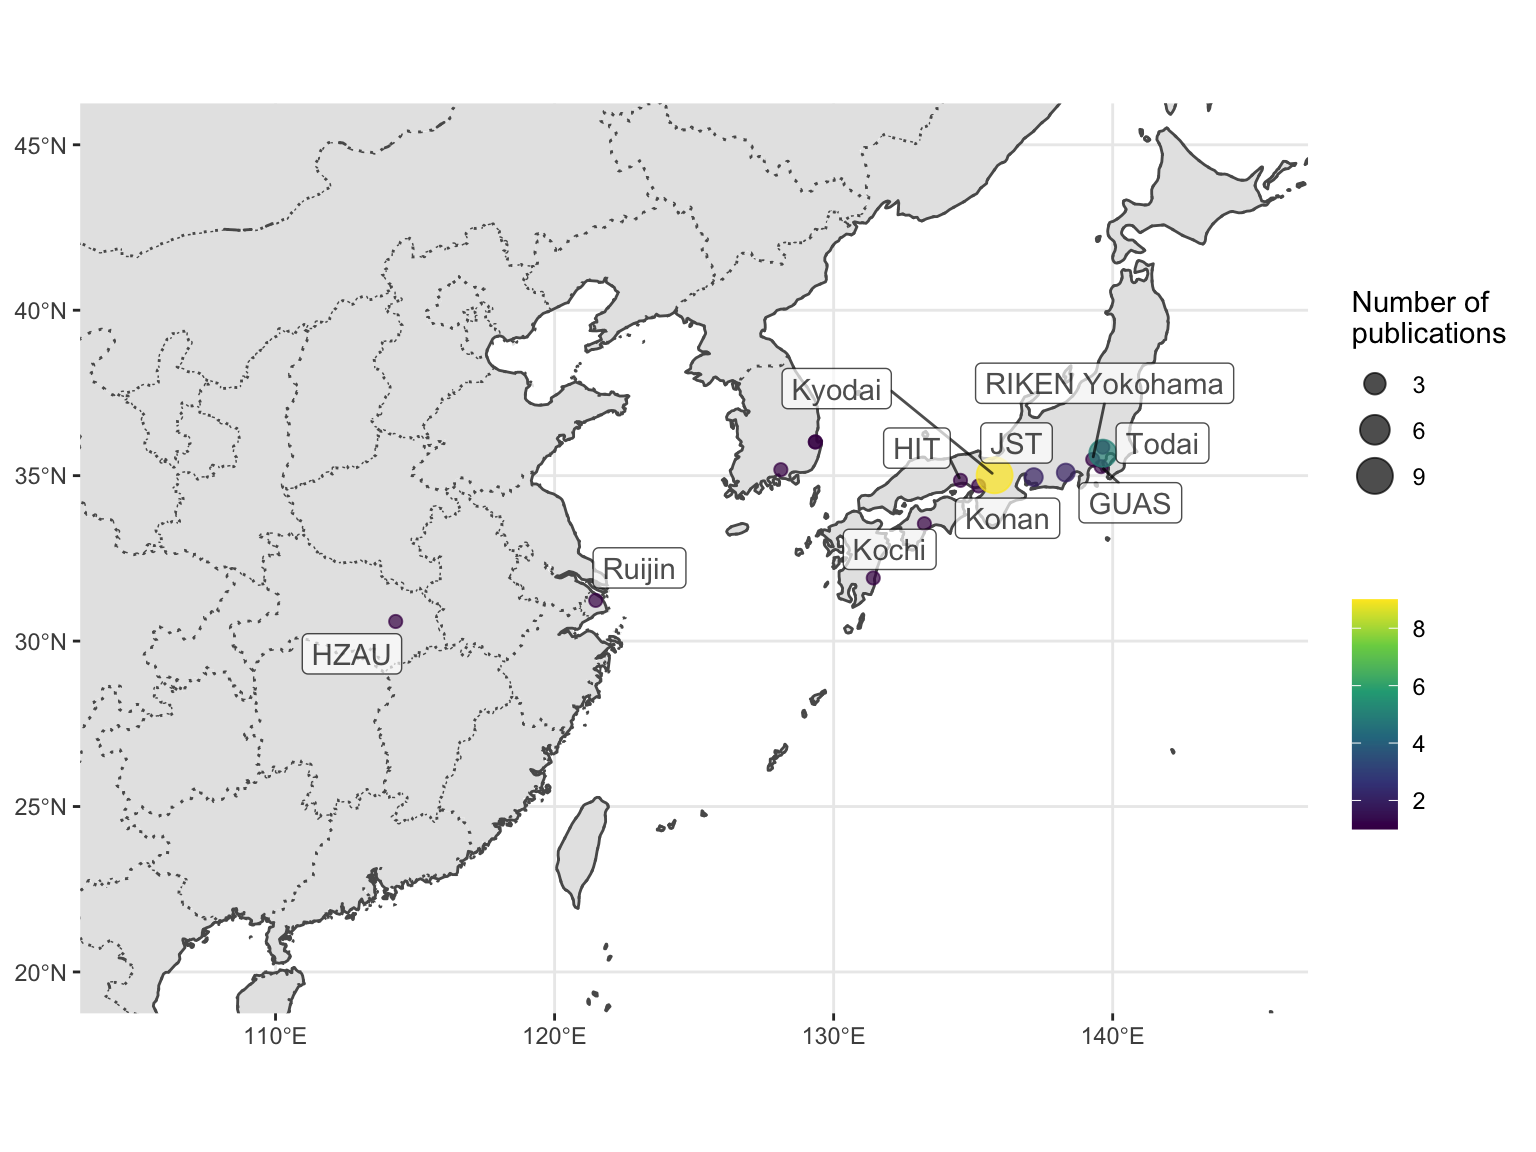 45°N
40°N
35°N
30°N
25°N
20°N
110°E
120°E
130°E
140°E
Kyodai
RIKEN Yokohama
HIT
JST
Todai
GUAS
Konan
Kochi
Ruijin
HZAU
Number of
publications
3
6
9
8
6
4
2